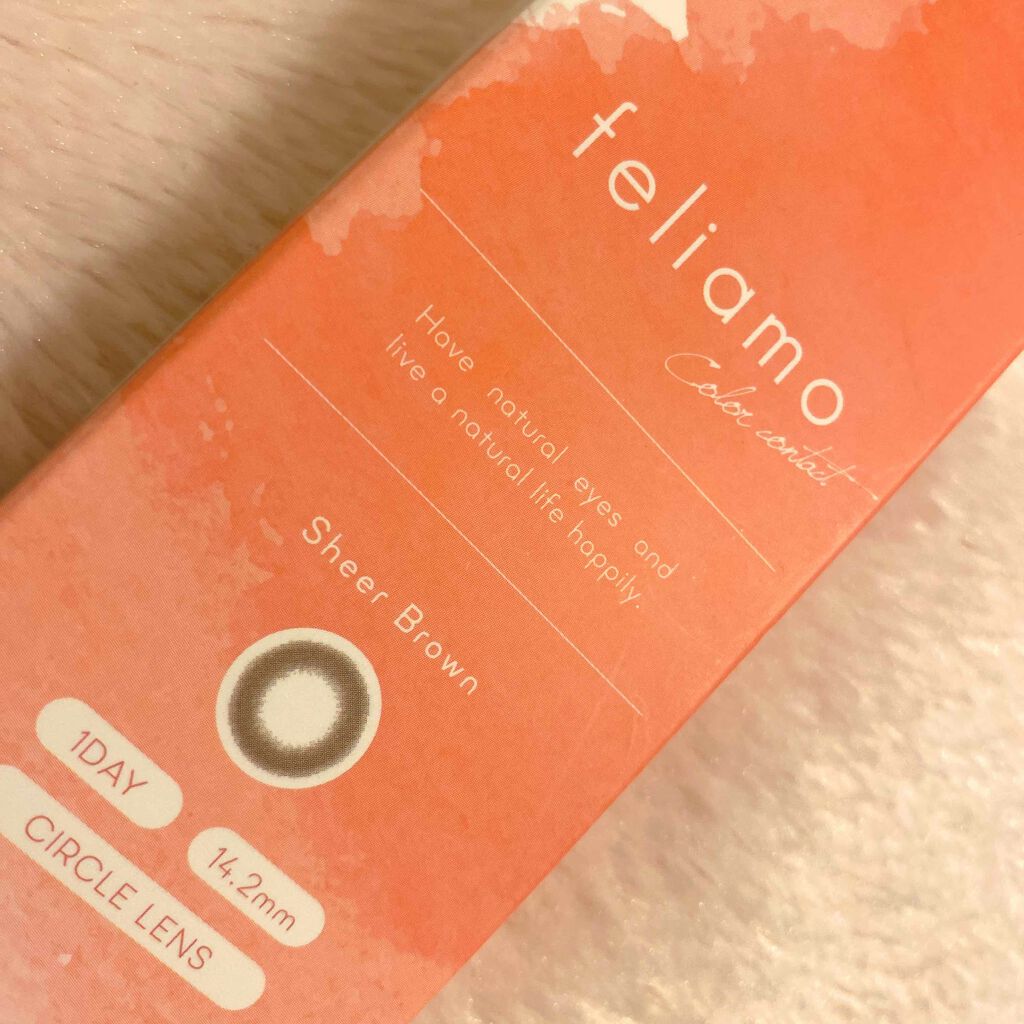 feliamo
Color contact
Have natural eyes and
live a natural life happily.
Sheer Brown
1DAY
14.2mm
CIRCLE LENS